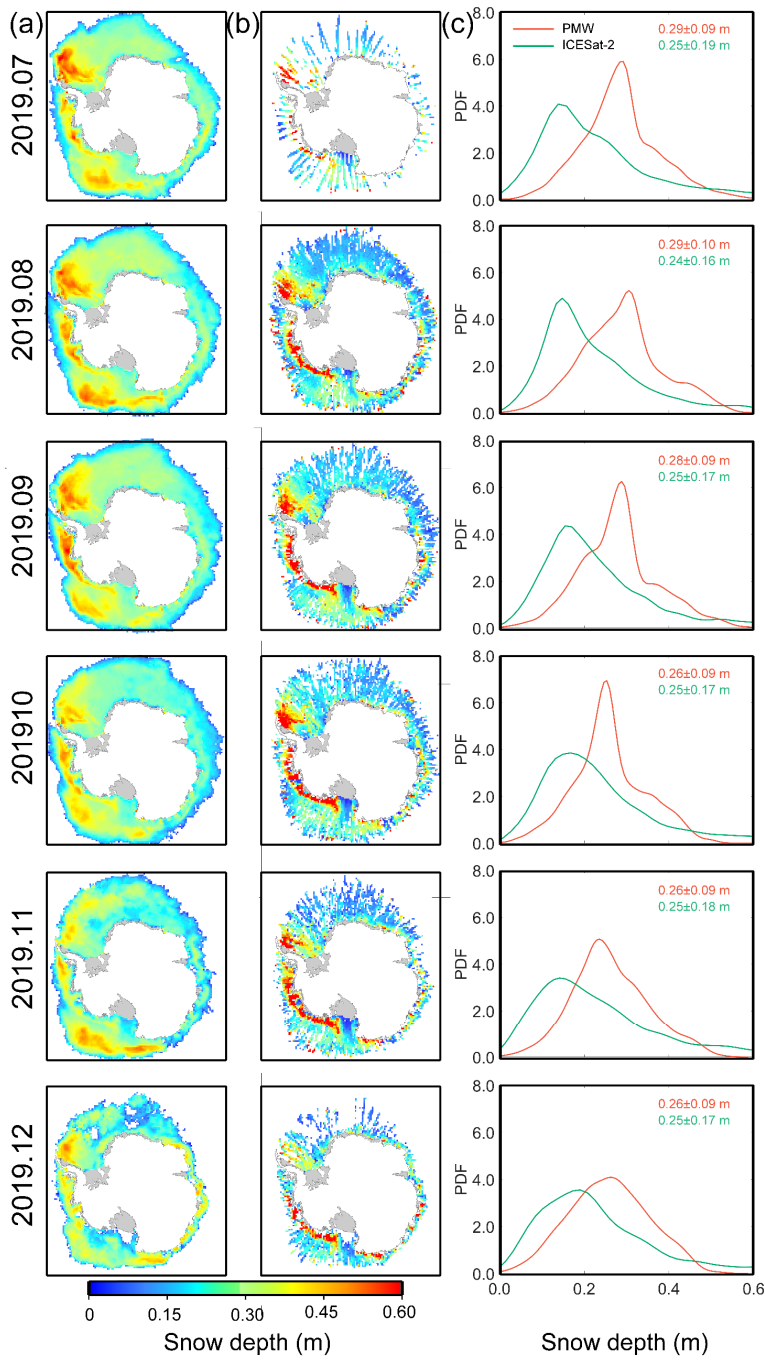 (a) (b) (c)
2019.07
8.0
6.0
4.0
2.0
0.0
PDF
PMW
ICESat-2
0.29±0.09 m
0.25±0.19 m
2019.08
8.0
6.0
4.0
2.0
0.0
PDF
0.29±0.10 m
0.24±0.16 m
2019.09
8.0
6.0
4.0
2.0
0.0
PDF
0.28±0.09 m
0.25±0.17 m
201910
8.0
6.0
4.0
2.0
0.0
PDF
0.26±0.09 m
0.25±0.17 m
2019.11
8.0
6.0
4.0
2.0
0.0
PDF
0.26±0.09 m
0.25±0.18 m
2019.12
8.0
6.0
4.0
2.0
0.0
PDF
0.26±0.09 m
0.25±0.17 m
0.0 0.2 0.4 0.6
0 0.15 0.30 0.45 0.60
Snow depth (m) Snow depth (m)